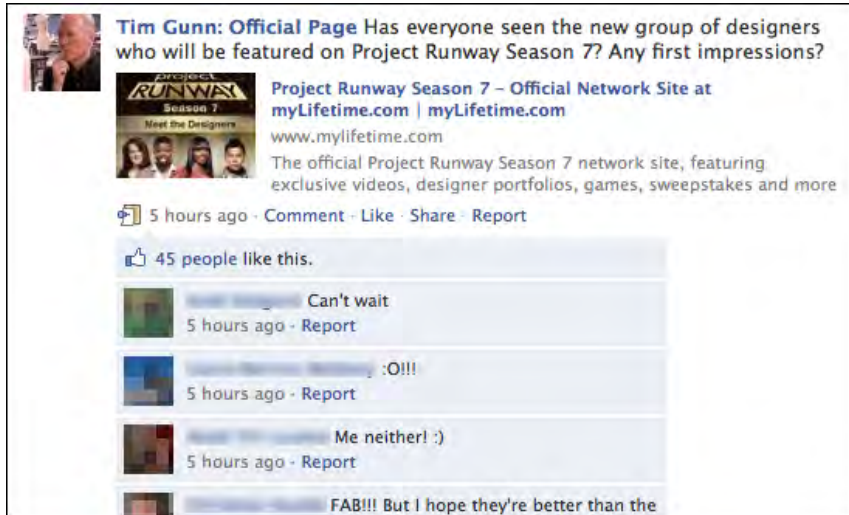 Tim Gunn: Official Page Has everyone seen the new group of designers
who will be featured on Project Runway Season 7? Any first impressions?
project
RUNWAY
Season 7
Meet the Designers
Project Runway Season 7 – Official Network Site at
myLifetime.com | myLifetime.com
www.mylifetime.com
The official Project Runway Season 7 network site, featuring
exclusive videos, designer portfolios, games, sweepstakes and more
5 hours ago · Comment · Like · Share · Report
45 people like this.
Can't wait
5 hours ago · Report
:O!!!
5 hours ago · Report
Me neither! :)
5 hours ago · Report
FAB!!! But I hope they're better than the